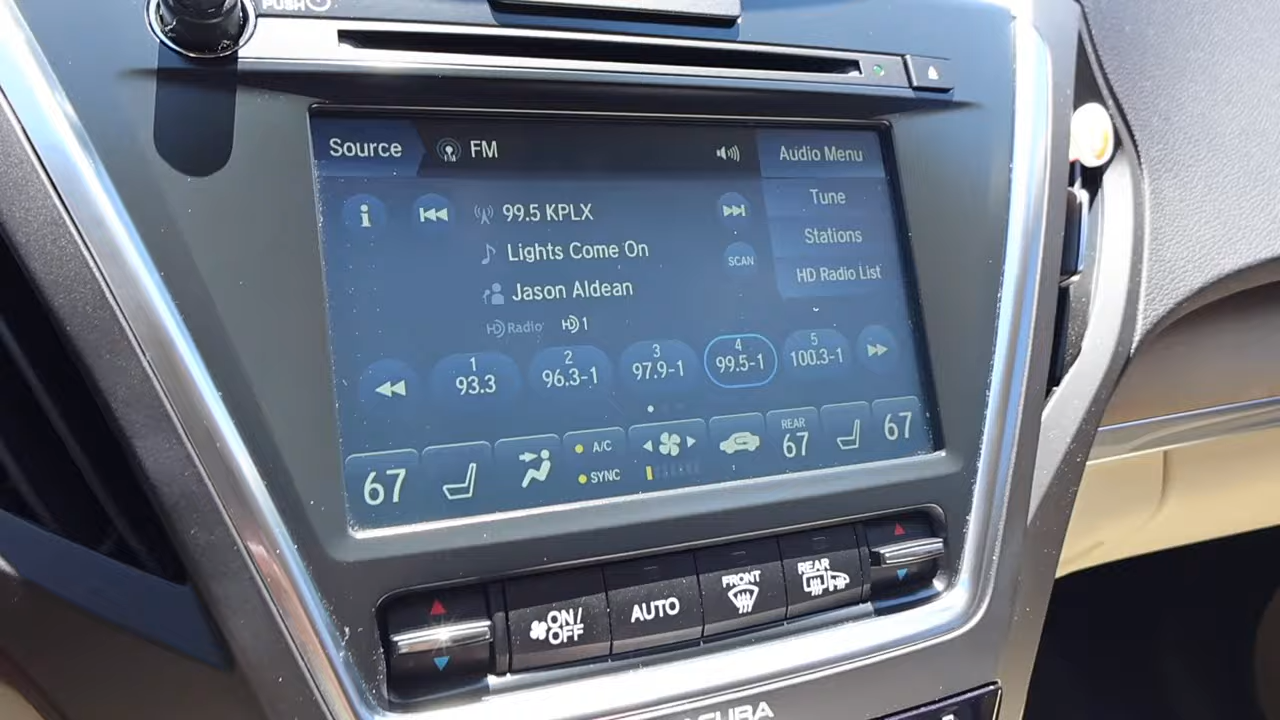 PUSH
Source FM Audio Menu
99.5 KPLX Tune
Lights Come On Stations
SCAN
Jason Aldean HD Radio List
HD Radio HD 1
1 2 3 4 5
93.3 96.3-1 97.9-1 99.5-1 100.3-1
67 A/C REAR 67 67
SYNC
ON/ OFF AUTO FRONT REAR
ACURA